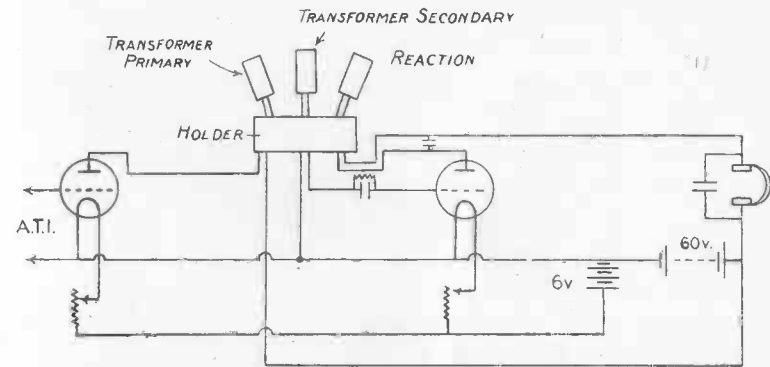 TRANSFORMER SECONDARY
TRANSFORMER
PRIMARY
REACTION
HOLDER
A.T.I.
60v.
6v